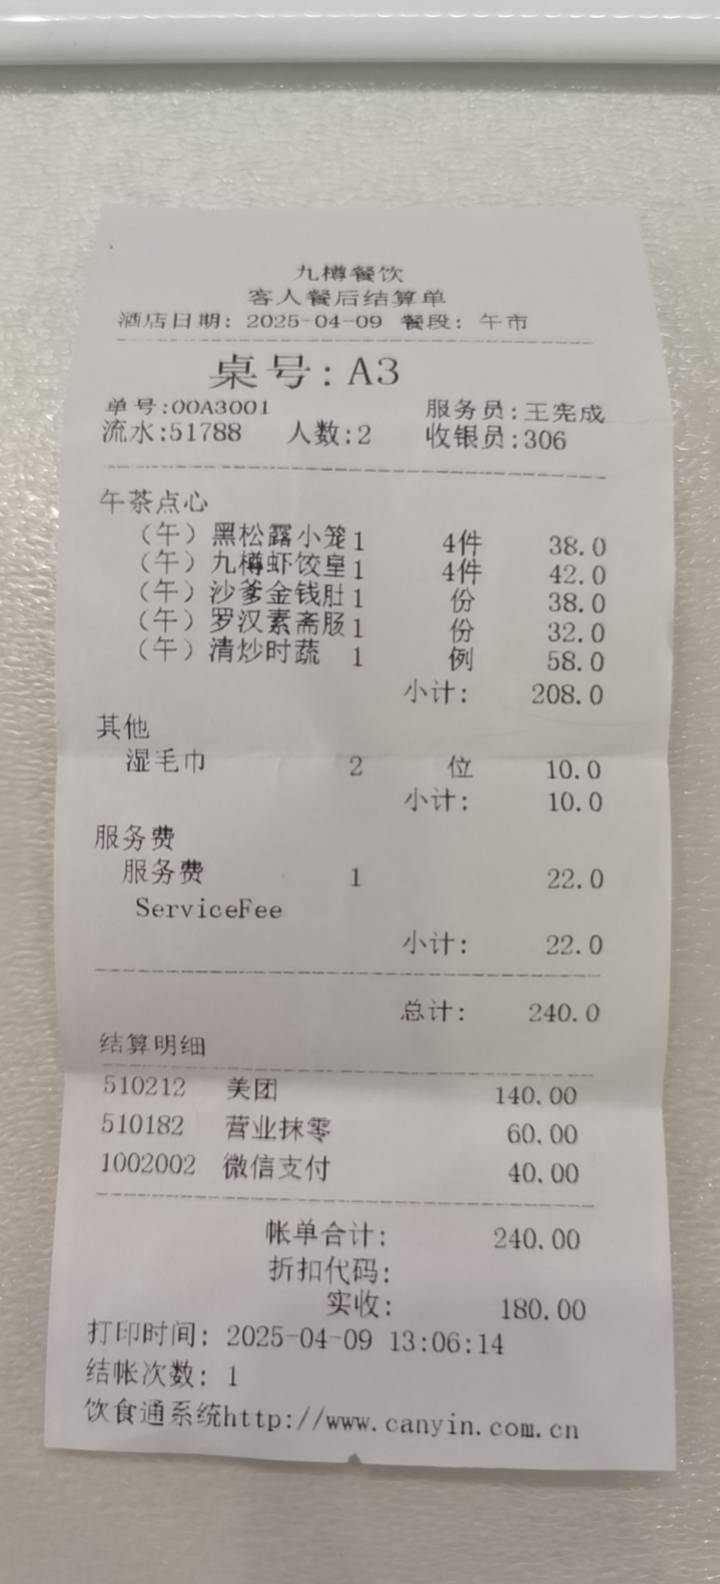 九樽餐饮
客人餐后结算单
酒店日期: 2025-04-09 餐段: 午市
桌号: A3
单号:00A3001 服务员:王宪成
流水:51788 人数:2 收银员:306
午茶点心
（午）黑松露小笼 1 4件 38.0
（午）九樽虾饺皇 1 4件 42.0
（午）沙爹金钱肚 1 份 38.0
（午）罗汉素斋肠 1 份 32.0
（午）清炒时蔬 1 例 58.0
小计: 208.0
其他
湿毛巾 2 位 10.0
小计: 10.0
服务费
服务费 1 22.0
ServiceFee
小计: 22.0
总计: 240.0
结算明细
510212 美团 140.00
510182 营业抹零 60.00
1002002 微信支付 40.00
帐单合计: 240.00
折扣代码:
实收: 180.00
打印时间: 2025-04-09 13:06:14
结帐次数: 1
饮食通系统http://www.canyin.com.cn